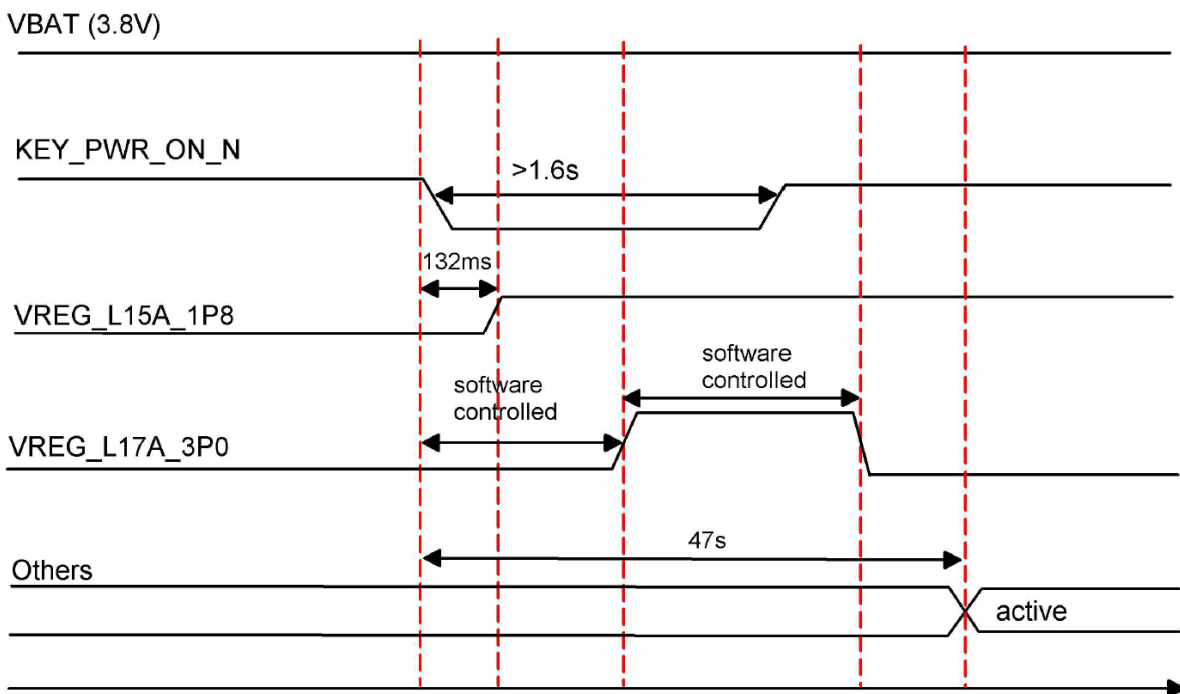 VBAT (3.8V)
KEY_PWR_ON_N
>1.6s
132ms
VREG_L15A_1P8
software
controlled
software
controlled
VREG_L17A_3P0
47s
Others
active